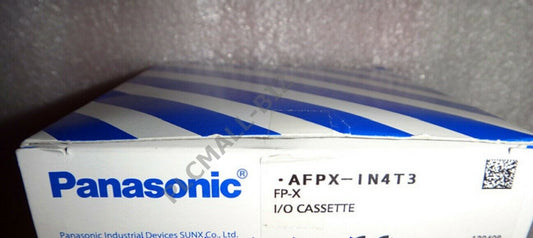 Panasonic®
Panasonic Industrial Devices SUNX Co., Ltd.
·AFPX-IN4T3
FP-X
I/O CASSETTE